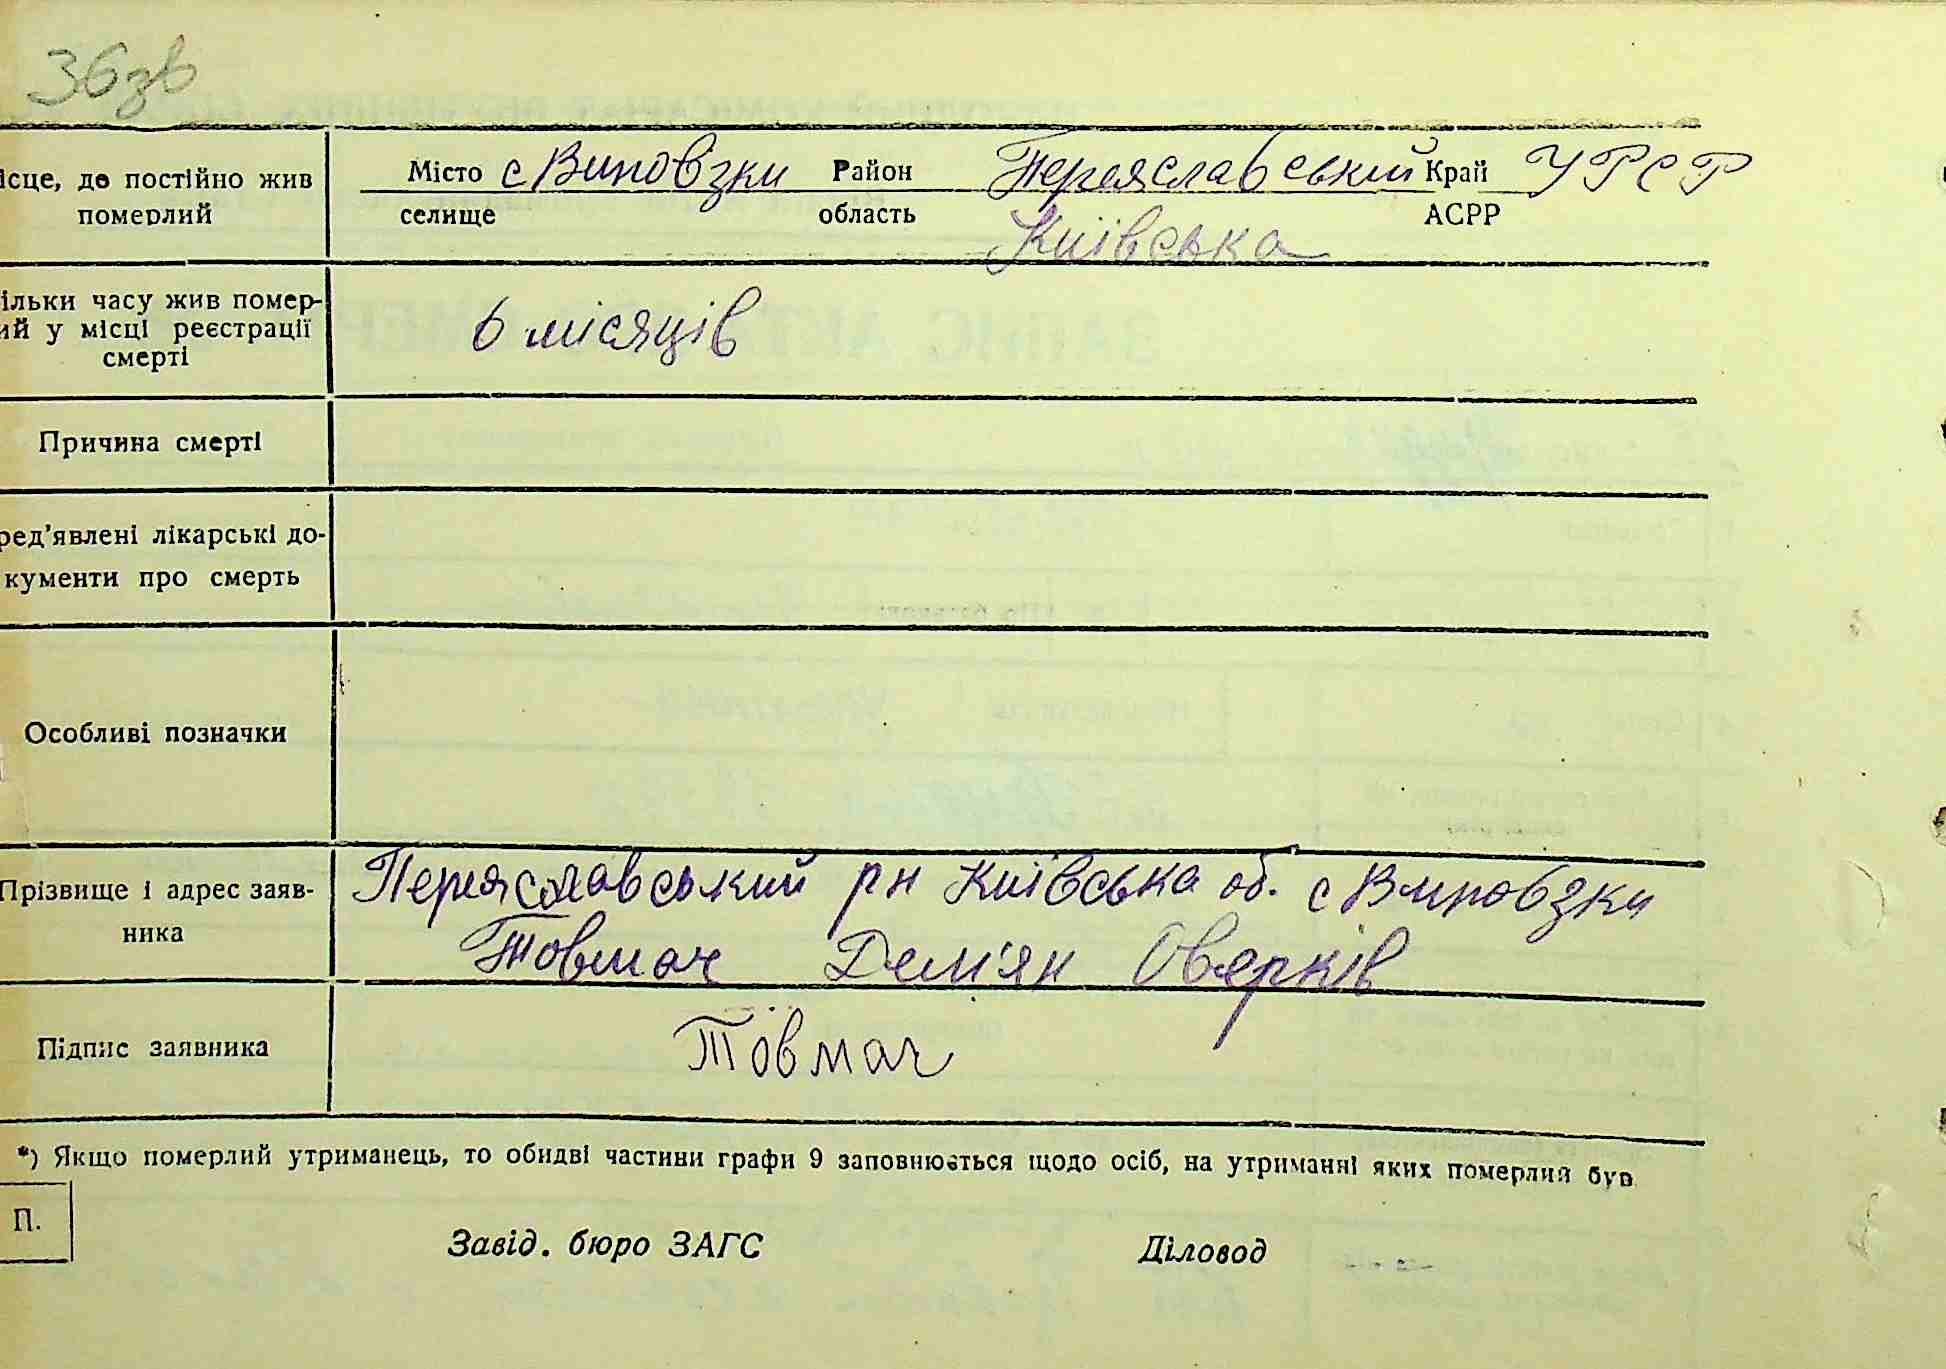 36зв
ісце, де постійно жив
померлий
Місто с Виповзки Район Переяславський Край УРСР
селище область Київська АСРР
ільки часу жив помер-
ий у місці реєстрації
смерті
6 місяців
Причина смерті
ред'явлені лікарські до-
кументи про смерть
Особливі позначки
Прізвище і адрес заяв-
ника
Переяславський рн Київська об. с Виповзки
Товмач Дем'ян Оверків
Підпис заявника
Товмач
*) Якщо померлий утриманець, то обидві частини графи 9 заповнюється щодо осіб, на утриманні яких померлий був
П.
Завід. бюро ЗАГС Діловод